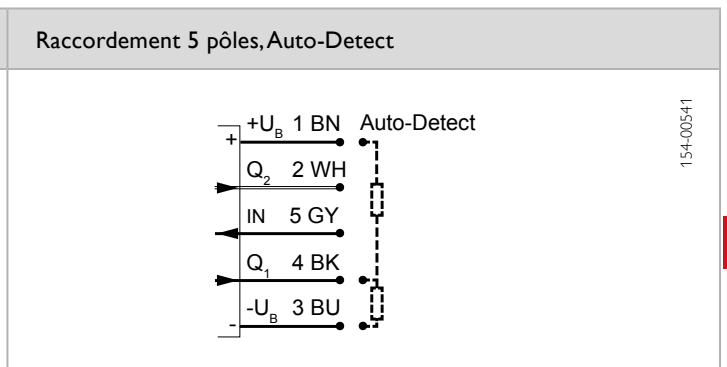 Raccordement 5 pôles, Auto-Detect
+U_B 1 BN Auto-Detect
+
Q_2 2 WH
IN 5 GY
Q_1 4 BK
-U_B 3 BU
-
154-00541